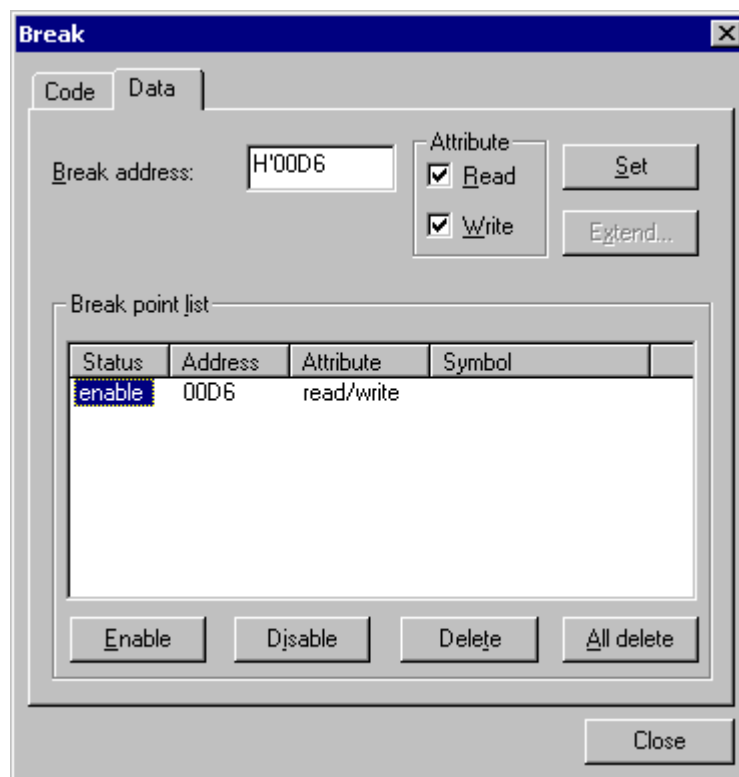 Break
Code Data
Break address: H'00D6
Attribute
Read
Write
Set
Extend...
Break point list
Status Address Attribute Symbol
enable 00D6 read/write
Enable Disable Delete All delete
Close